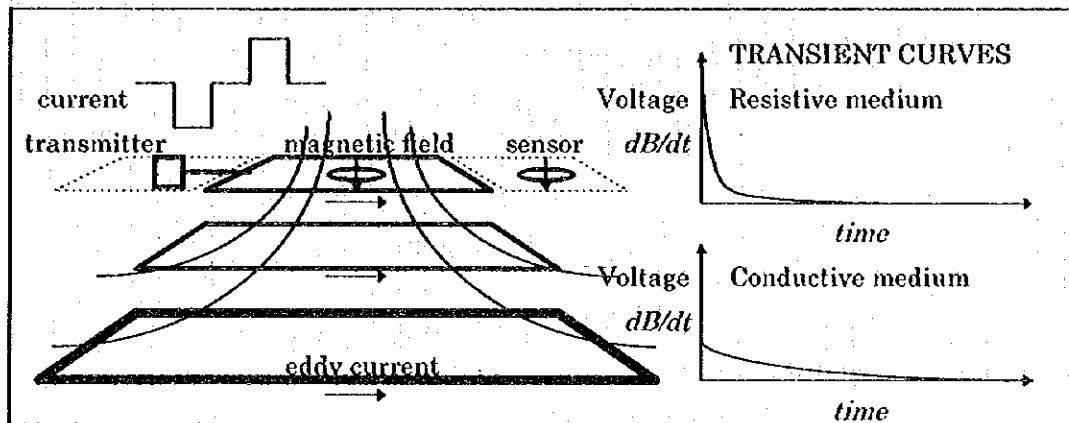 current
transmitter
magnetic field
sensor
eddy current
TRANSIENT CURVES
Voltage
Resistive medium
dB/dt
time
Voltage
Conductive medium
dB/dt
time